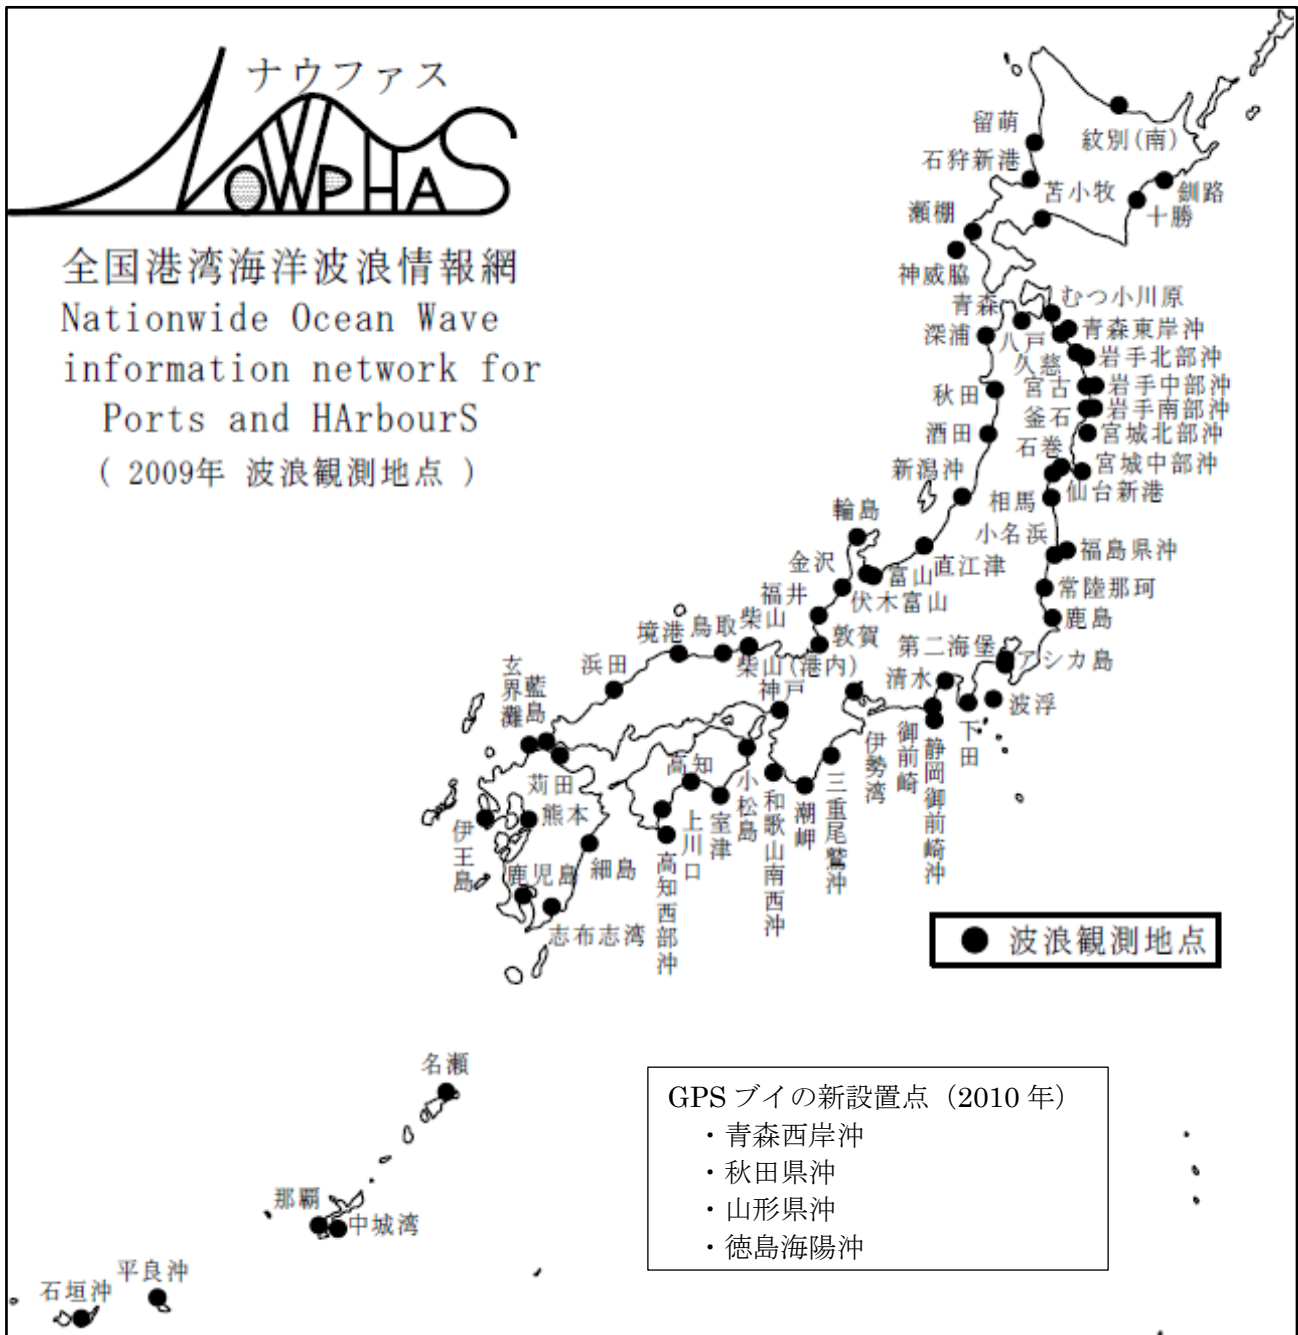 ナウファス
NOWPHAS
全国港湾海洋波浪情報網
Nationwide Ocean Wave
information network for
Ports and HArbourS
( 2009年 波浪観測地点 )
留萌
紋別(南)
石狩新港
苫小牧
釧路
十勝
瀬棚
神威脇
青森
むつ小川原
深浦
八戸
青森東岸沖
久慈
岩手北部沖
秋田
宮古
岩手中部沖
釜石
岩手南部沖
酒田
石巻
宮城北部沖
新潟沖
宮城中部沖
相馬
仙台新港
輪島
小名浜
福島県沖
金沢
富山
直江津
伏木富山
常陸那珂
福井
鹿島
柴山
鳥取
境港
敦賀
第二海堡
アシカ島
浜田
柴山(港内)
清水
神戸
波浮
玄界灘
藍島
下田
御前崎
静岡御前崎沖
伊勢湾
苅田
高知
小松島
和歌山南西沖
潮岬
三重尾鷲沖
熊本
伊王島
上川口
室津
細島
高知西部沖
鹿児島
志布志湾
● 波浪観測地点
名瀬
那覇
中城湾
平良沖
石垣沖
GPS ブイの新設置点（2010 年）
・青森西岸沖
・秋田県沖
・山形県沖
・徳島海陽沖